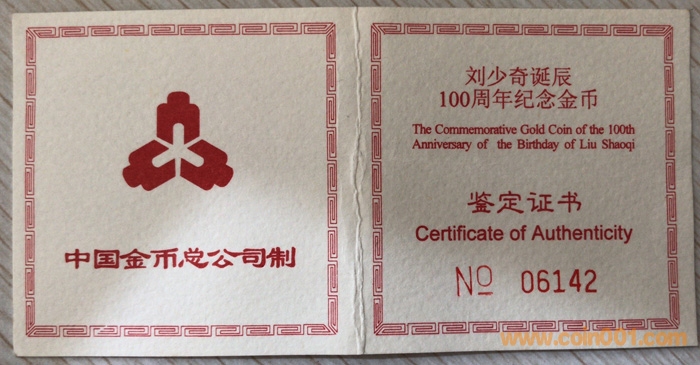 中国金币总公司制
刘少奇诞辰
100周年纪念金币
The Commemorative Gold Coin of the 100th
Anniversary of the Birthday of Liu Shaoqi
鉴定证书
Certificate of Authenticity
No 06142
www.coin001.com